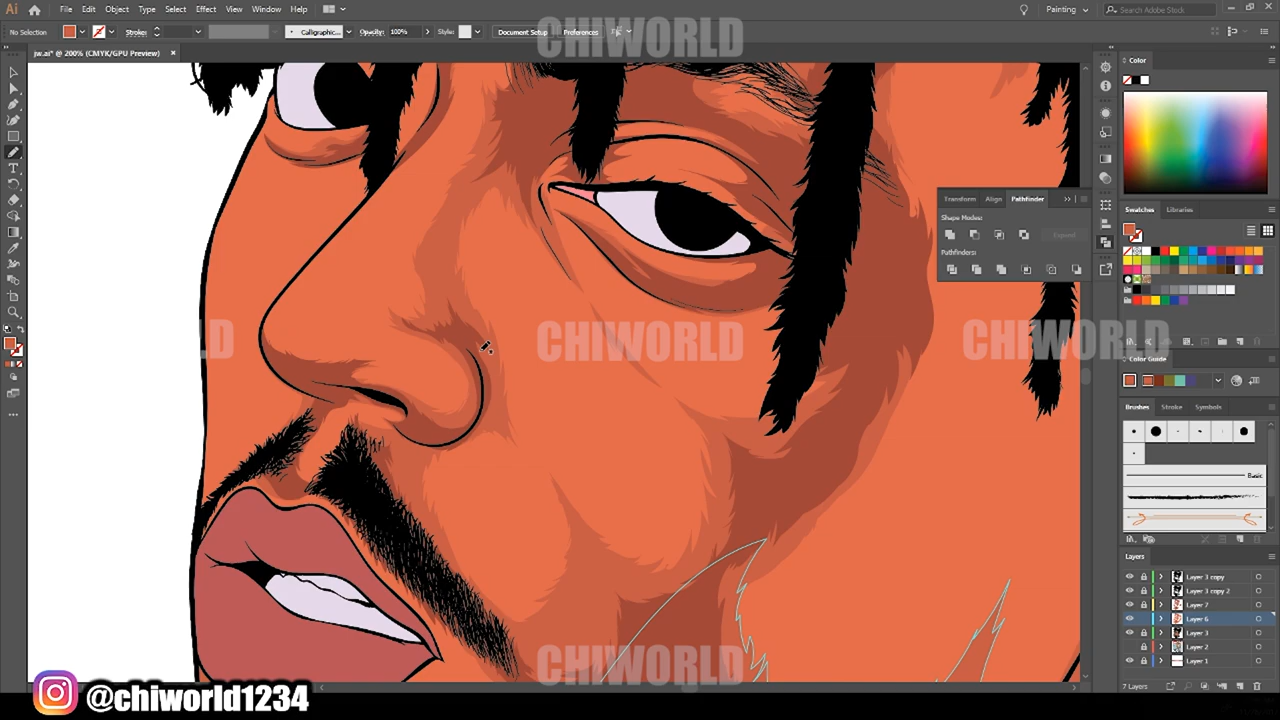 Ai File Edit Object Type Select Effect View Window Help Painting Search Adobe Stock
No Selection Stroke: Calligraphic... Opacity: 100% Style: Document Setup Preferences
jw.ai* @ 200% (CMYK/GPU Preview) ×
CHIWORLD
Color
Transform Align Pathfinder
Shape Modes:
Expand
Pathfinders:
Swatches Libraries
LD CHIWORLD CHIWORLD
Color Guide
Brushes Stroke Symbols
Basic
Layers
Layer 3 copy
Layer 3 copy 2
Layer 7
Layer 6
Layer 3
Layer 2
Layer 1
CHIWORLD
7 Layers
@chiworld1234